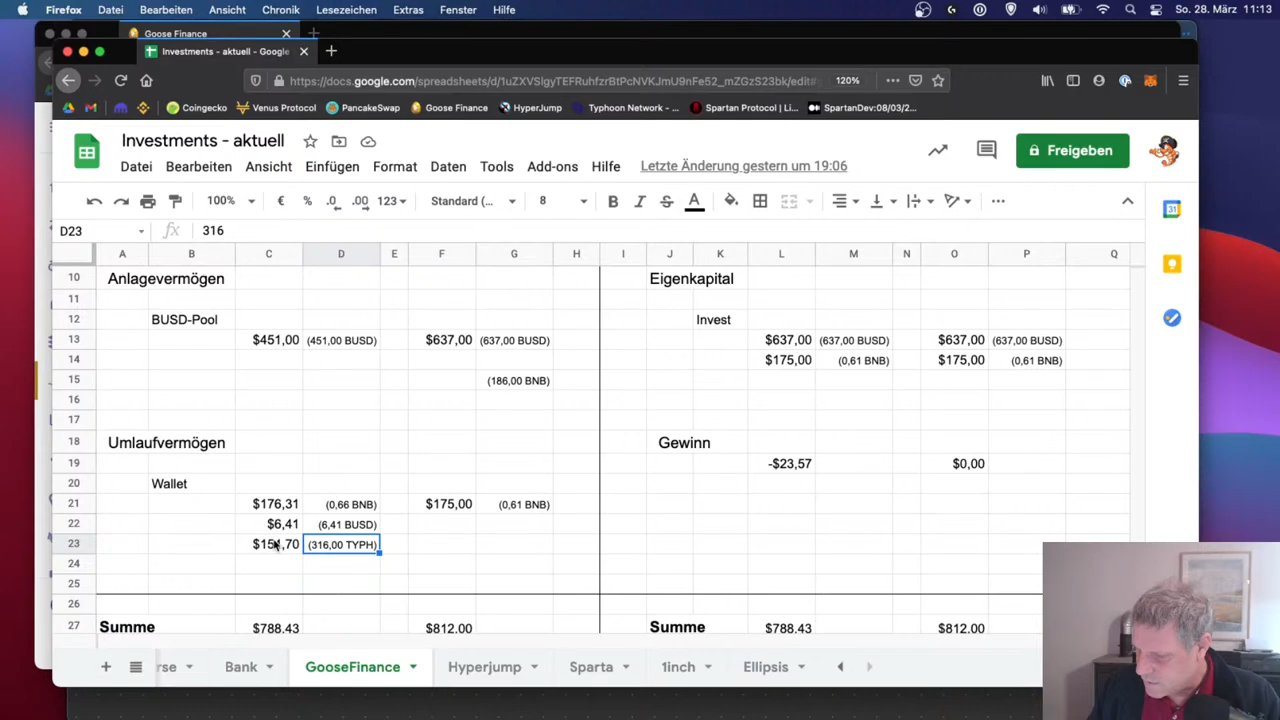 Firefox Datei Bearbeiten Ansicht Chronik Lesezeichen Extras Fenster Hilfe So. 28. März 11:13
Goose Finance
Investments - aktuell - Google
https://docs.google.com/spreadsheets/d/1uZXVSlgyTEFRuhfzrBtPcNVKJmU9nFe52_mZGzS23bk/edit# 120%
Coingecko Venus Protocol PancakeSwap Goose Finance HyperJump Typhoon Network - ... Spartan Protocol | Li... SpartanDev:08/03/2...
Investments - aktuell
Freigeben
Datei Bearbeiten Ansicht Einfügen Format Daten Tools Add-ons Hilfe Letzte Änderung gestern um 19:06
100% € % .0 .00 123 Standard (... 8 B I S A
D23 fx 316
A B C D E F G H I J K L M N O P Q
10 Anlagevermögen Eigenkapital
11
12 BUSD-Pool Invest
13 $451,00 (451,00 BUSD) $637,00 (637,00 BUSD) $637,00 (637,00 BUSD) $637,00 (637,00 BUSD)
14 $175,00 (0,61 BNB) $175,00 (0,61 BNB)
15 (186,00 BNB)
16
17
18 Umlaufvermögen Gewinn
19 -$23,57 $0,00
20 Wallet
21 $176,31 (0,66 BNB) $175,00 (0,61 BNB)
22 $6,41 (6,41 BUSD)
23 (316,00 TYPH)
24
25
26
27 Summe $788,43 $812,00 Summe $788,43 $812,00
rse Bank GooseFinance Hyperjump Sparta 1inch Ellipsis